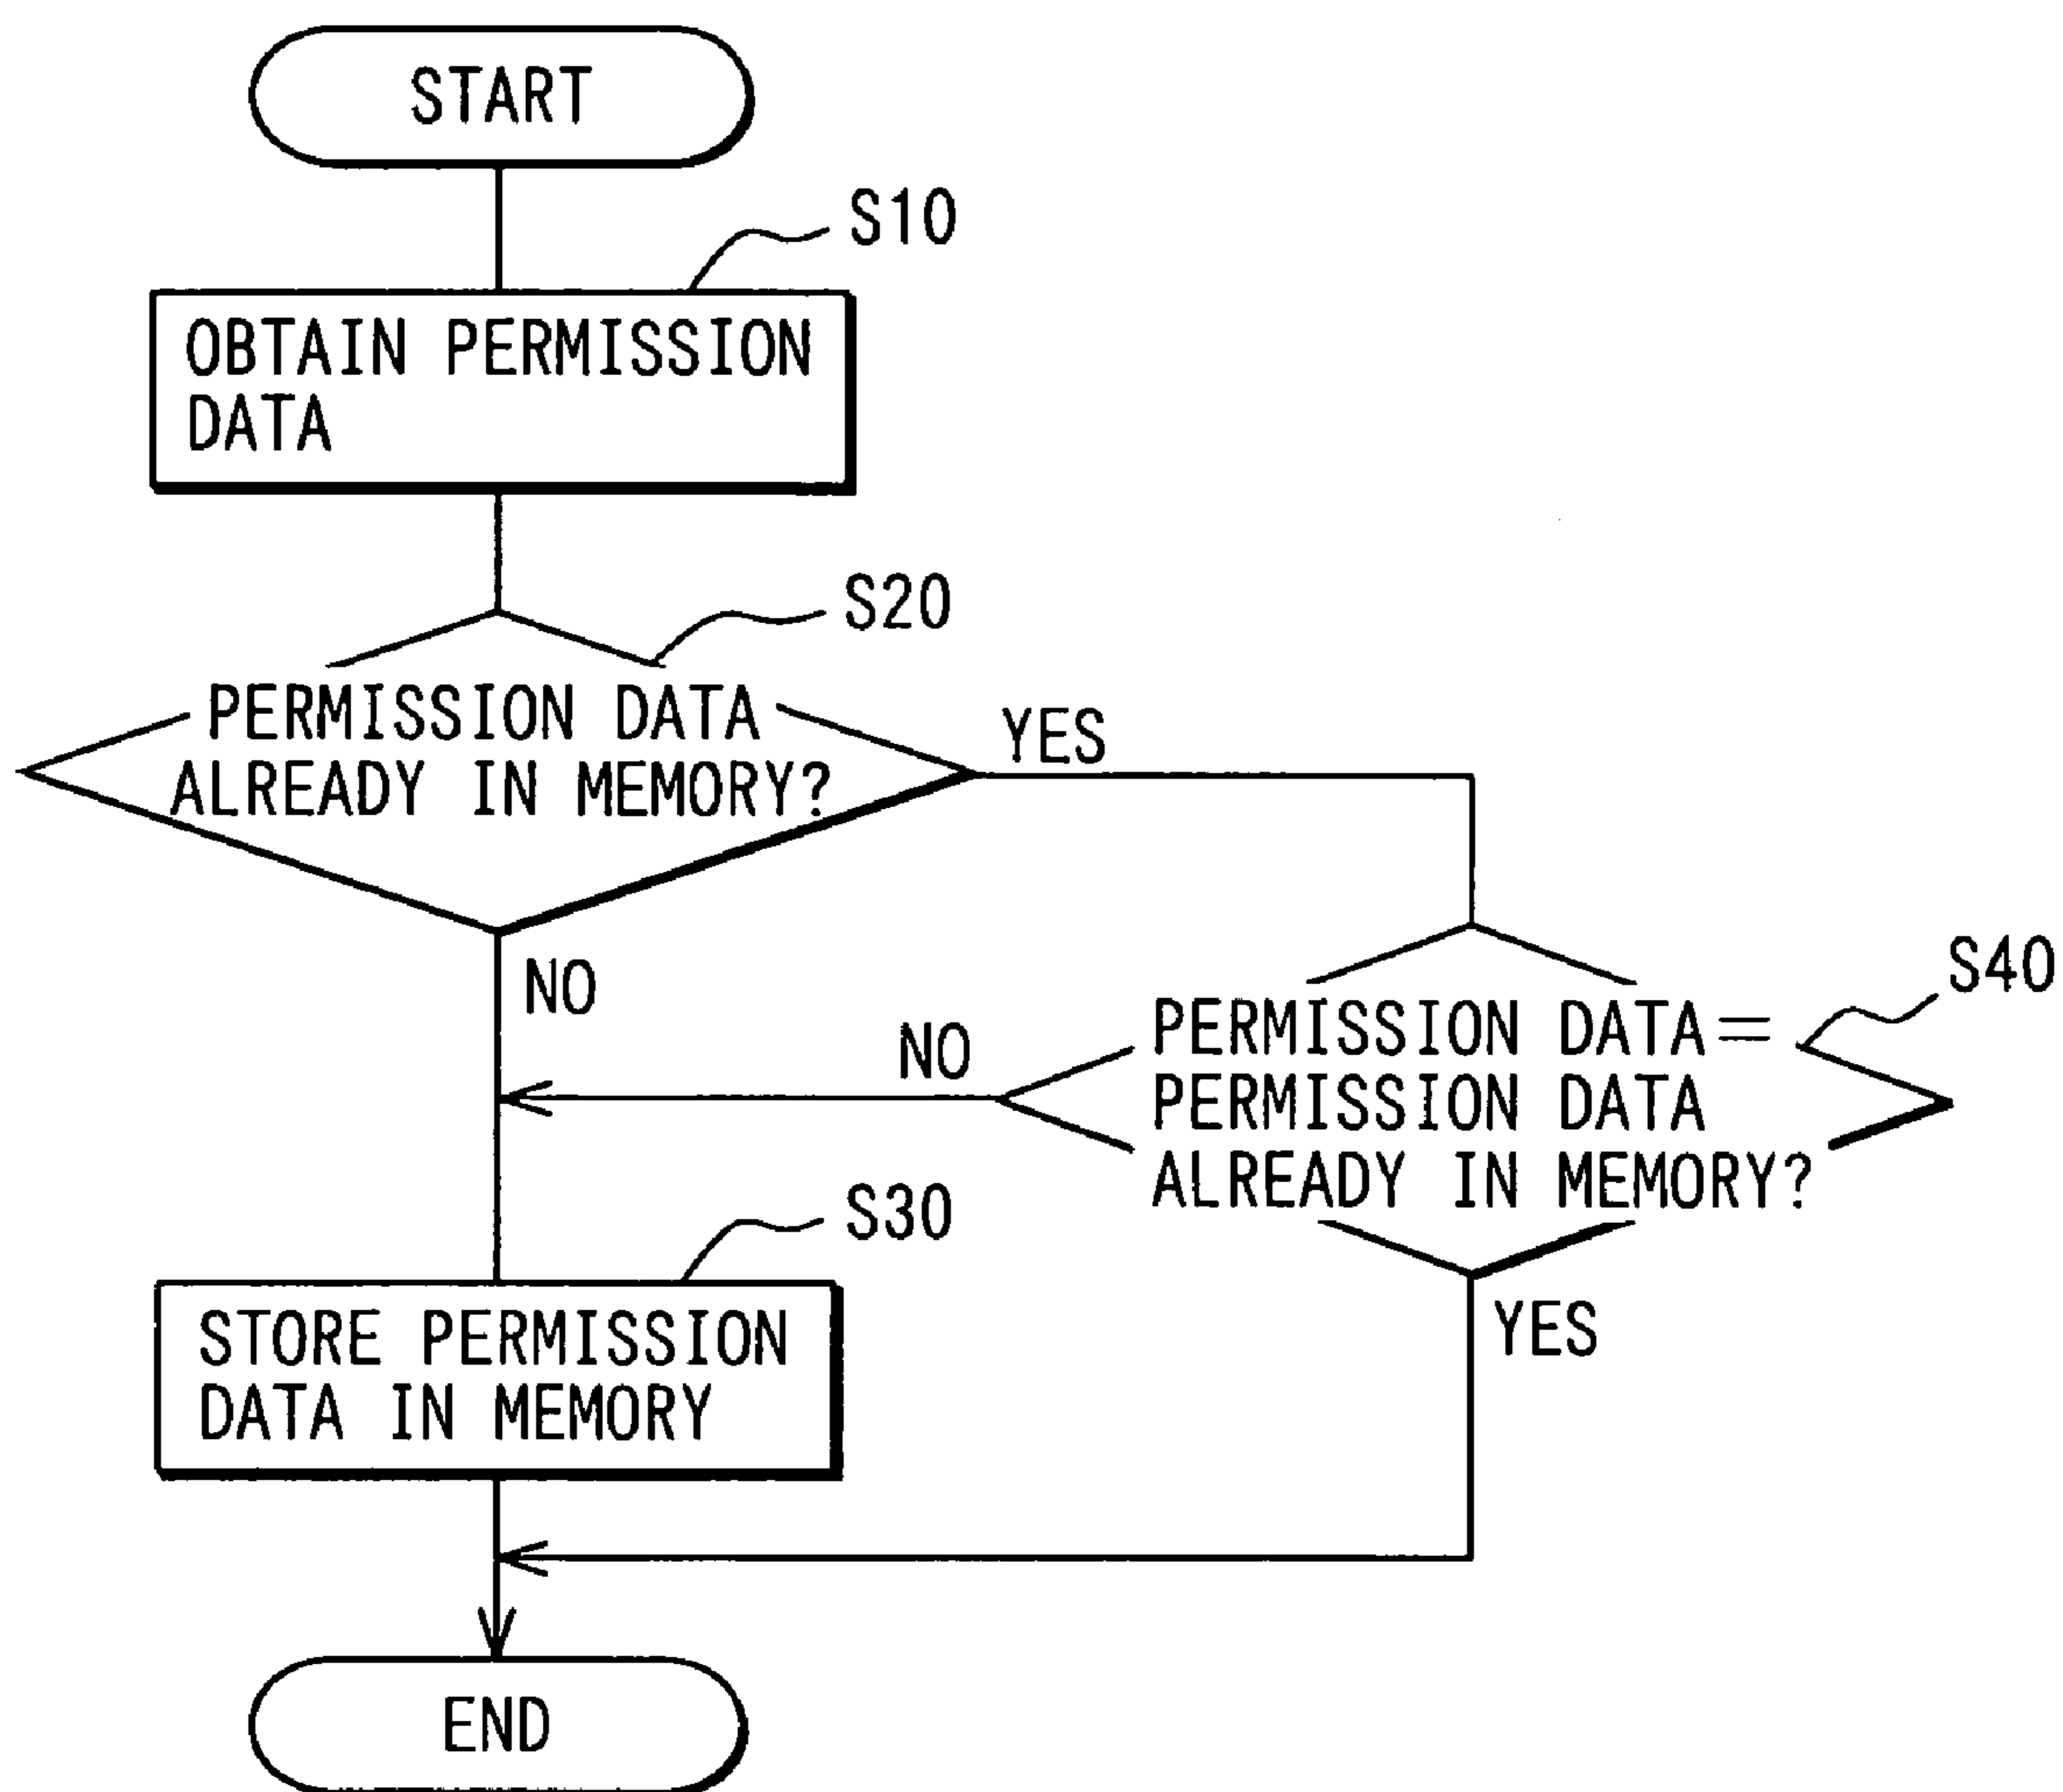 START
S10
OBTAIN PERMISSION
DATA
S20
PERMISSION DATA
ALREADY IN MEMORY?
YES
NO
S40
PERMISSION DATA=
PERMISSION DATA
ALREADY IN MEMORY?
NO
YES
S30
STORE PERMISSION
DATA IN MEMORY
END